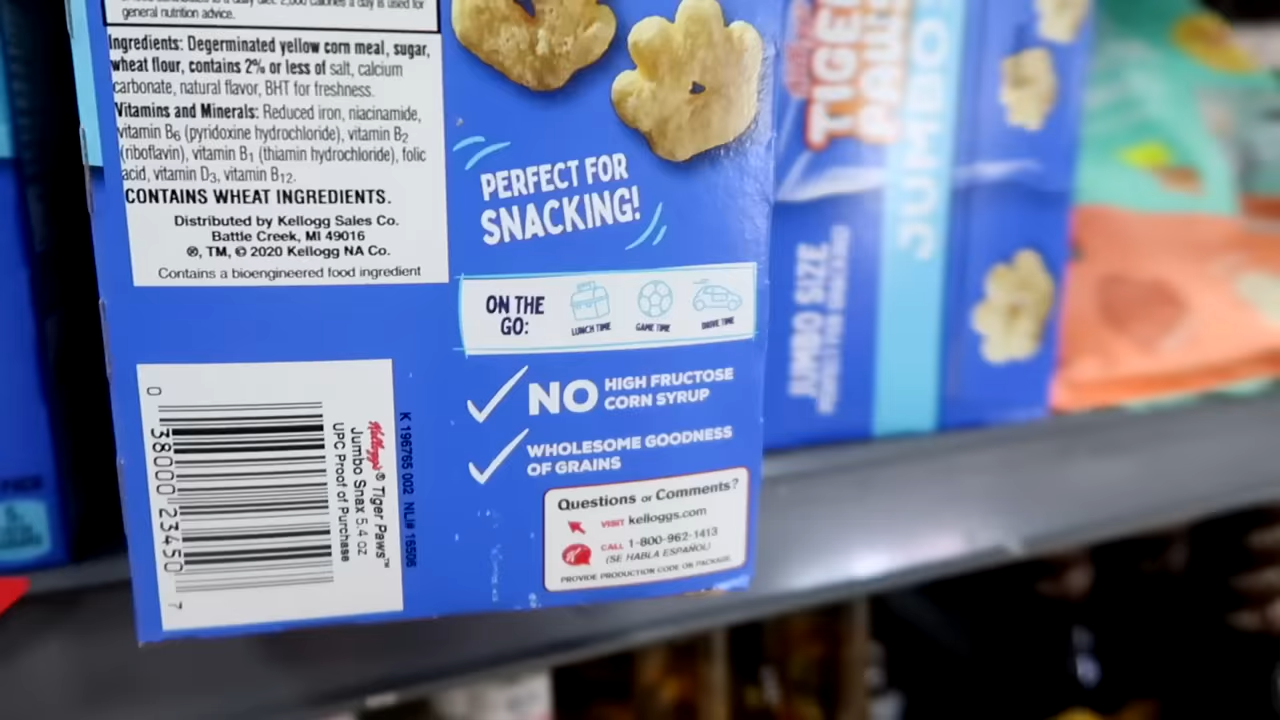 general nutrition advice.
Ingredients: Degerminated yellow corn meal, sugar,
wheat flour, contains 2% or less of salt, calcium
carbonate, natural flavor, BHT for freshness.
Vitamins and Minerals: Reduced iron, niacinamide,
vitamin B6 (pyridoxine hydrochloride), vitamin B2
(riboflavin), vitamin B1 (thiamin hydrochloride), folic
acid, vitamin D3, vitamin B12.
CONTAINS WHEAT INGREDIENTS.
Distributed by Kellogg Sales Co.
Battle Creek, MI 49016
®, TM, © 2020 Kellogg NA Co.
Contains a bioengineered food ingredient
PERFECT FOR
SNACKING!
ON THE
GO:
LUNCH TIME
GAME TIME
DRIVE TIME
NO HIGH FRUCTOSE
CORN SYRUP
WHOLESOME GOODNESS
OF GRAINS
Questions or Comments?
VISIT kelloggs.com
CALL 1-800-962-1413
(SE HABLA ESPAÑOL)
PROVIDE PRODUCTION CODE ON PACKAGE.
K 196765 002 NLI# 16506
Kellogg's® Tiger Paws™
Jumbo Snax 5.4 oz
UPC Proof of Purchase
0 38000 23450 7
TIGER
PAWS
JUMBO
JUMBO SIZE